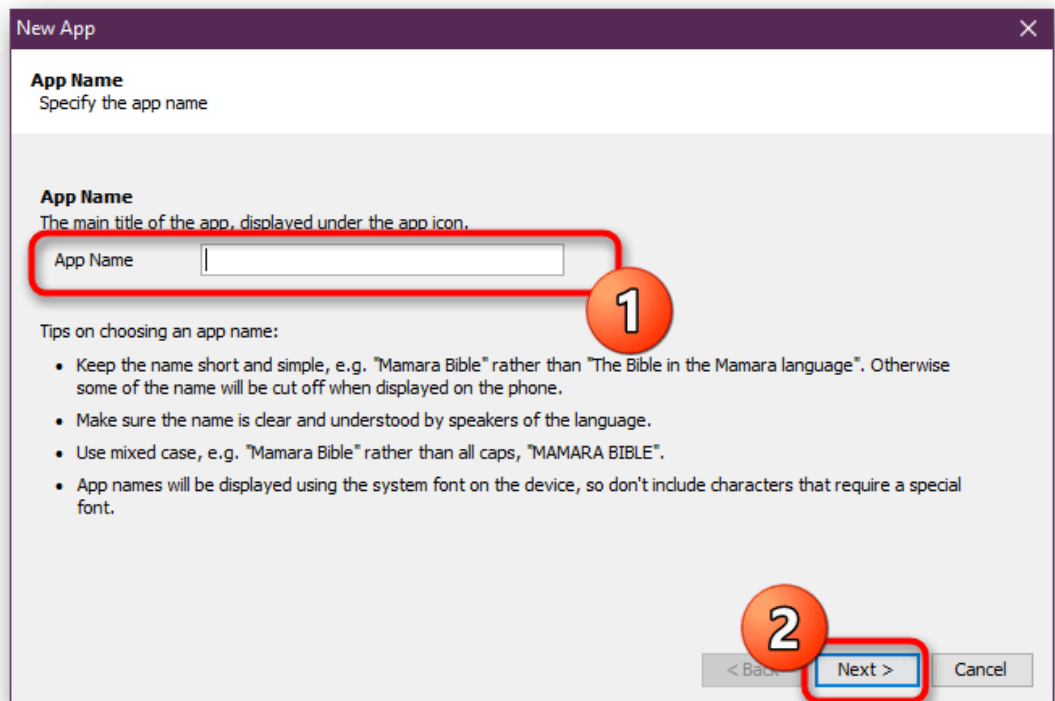 New App
App Name
Specify the app name
App Name
The main title of the app, displayed under the app icon.
App Name
1
Tips on choosing an app name:
• Keep the name short and simple, e.g. "Mamara Bible" rather than "The Bible in the Mamara language". Otherwise
some of the name will be cut off when displayed on the phone.
• Make sure the name is clear and understood by speakers of the language.
• Use mixed case, e.g. "Mamara Bible" rather than all caps, "MAMARA BIBLE".
• App names will be displayed using the system font on the device, so don't include characters that require a special
font.
2
< Back Next > Cancel